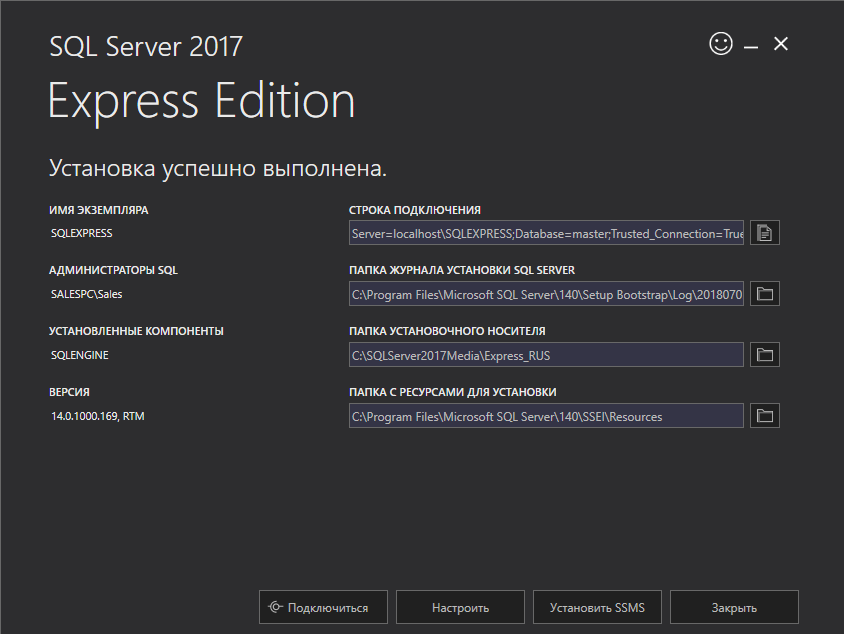 SQL Server 2017
Express Edition
Установка успешно выполнена.
ИМЯ ЭКЗЕМПЛЯРА
SQLEXPRESS
СТРОКА ПОДКЛЮЧЕНИЯ
Server=localhost\SQLEXPRESS;Database=master;Trusted_Connection=True
АДМИНИСТРАТОРЫ SQL
SALESPC\Sales
ПАПКА ЖУРНАЛА УСТАНОВКИ SQL SERVER
C:\Program Files\Microsoft SQL Server\140\Setup Bootstrap\Log\2018070
УСТАНОВЛЕННЫЕ КОМПОНЕНТЫ
SQLENGINE
ПАПКА УСТАНОВОЧНОГО НОСИТЕЛЯ
C:\SQLServer2017Media\Express_RUS
ВЕРСИЯ
14.0.1000.169, RTM
ПАПКА С РЕСУРСАМИ ДЛЯ УСТАНОВКИ
C:\Program Files\Microsoft SQL Server\140\SSEI\Resources
Подключиться
Настроить
Установить SSMS
Закрыть